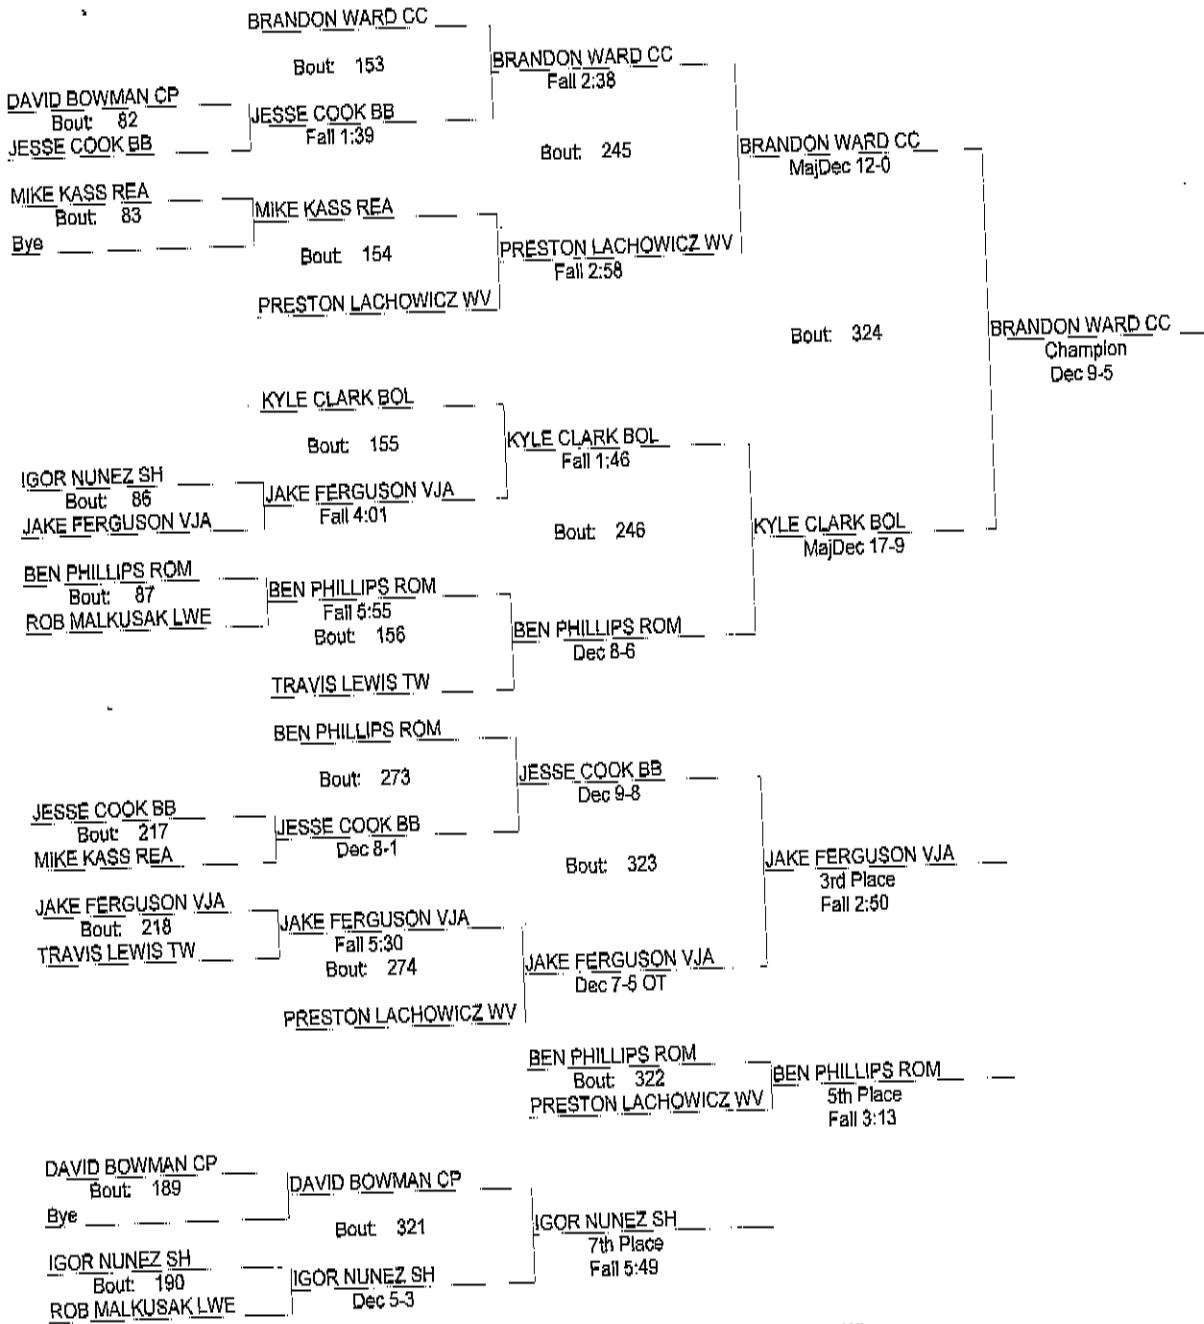 BRANDON WARD CC
Bout: 153
BRANDON WARD CC
Fall 2:38
DAVID BOWMAN CP
Bout: 82
JESSE COOK BB
JESSE COOK BB
Fall 1:39
Bout: 245
BRANDON WARD CC
MajDec 12-0
MIKE KASS REA
Bout: 83
Bye
MIKE KASS REA
Bout: 154
PRESTON LACHOWICZ WV
Fall 2:58
PRESTON LACHOWICZ WV
Bout: 324
BRANDON WARD CC
Champion
Dec 9-5
KYLE CLARK BOL
Bout: 155
KYLE CLARK BOL
Fall 1:46
IGOR NUNEZ SH
Bout: 86
JAKE FERGUSON VJA
JAKE FERGUSON VJA
Fall 4:01
Bout: 246
KYLE CLARK BOL
MajDec 17-9
BEN PHILLIPS ROM
Bout: 87
ROB MALKUSAK LWE
BEN PHILLIPS ROM
Fall 5:55
Bout: 156
BEN PHILLIPS ROM
Dec 8-6
TRAVIS LEWIS TW
BEN PHILLIPS ROM
Bout: 273
JESSE COOK BB
Dec 9-8
JESSE COOK BB
Bout: 217
MIKE KASS REA
JESSE COOK BB
Dec 8-1
Bout: 323
JAKE FERGUSON VJA
3rd Place
Fall 2:50
JAKE FERGUSON VJA
Bout: 218
TRAVIS LEWIS TW
JAKE FERGUSON VJA
Fall 5:30
Bout: 274
JAKE FERGUSON VJA
Dec 7-5 OT
PRESTON LACHOWICZ WV
BEN PHILLIPS ROM
Bout: 322
PRESTON LACHOWICZ WV
BEN PHILLIPS ROM
5th Place
Fall 3:13
DAVID BOWMAN CP
Bout: 189
Bye
DAVID BOWMAN CP
Bout: 321
IGOR NUNEZ SH
7th Place
Fall 5:49
IGOR NUNEZ SH
Bout: 190
ROB MALKUSAK LWE
IGOR NUNEZ SH
Dec 5-3